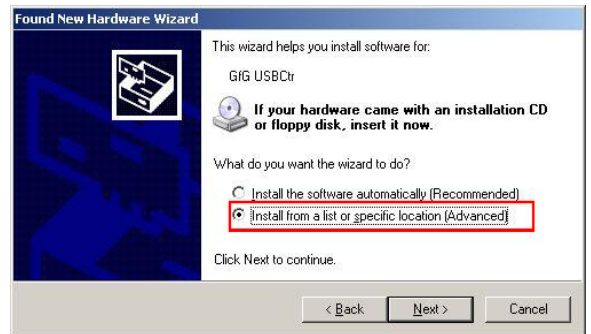 Found New Hardware Wizard
This wizard helps you install software for:
GfG USBCtr
If your hardware came with an installation CD
or floppy disk, insert it now.
What do you want the wizard to do?
Install the software automatically (Recommended)
Install from a list or specific location (Advanced)
Click Next to continue.
< Back
Next >
Cancel